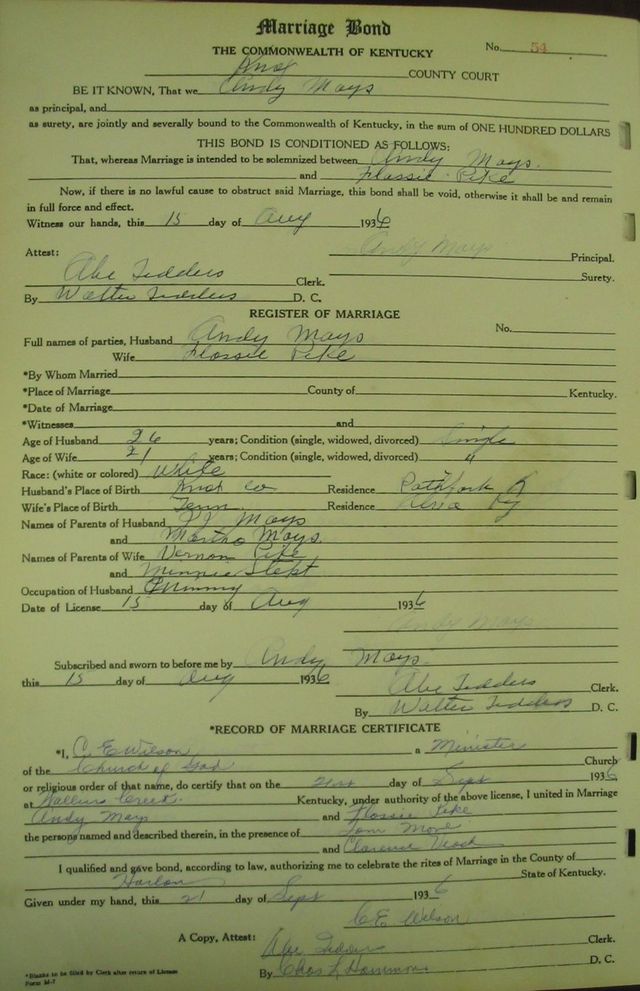 Marriage Bond
THE COMMONWEALTH OF KENTUCKY No. 54
Knox COUNTY COURT
BE IT KNOWN, That we Andy Mays
as principal, and
as surety, are jointly and severally bound to the Commonwealth of Kentucky, in the sum of ONE HUNDRED DOLLARS
THIS BOND IS CONDITIONED AS FOLLOWS:
That, whereas Marriage is intended to be solemnized between Andy Mays.
and Flossie Pike
Now, if there is no lawful cause to obstruct said Marriage, this bond shall be void, otherwise it shall be and remain
in full force and effect.
Witness our hands, this 15 day of Aug 1936
Attest: Andy Mays Principal.
Abe Tedders Clerk. Surety.
By Walter Tedders D. C.
REGISTER OF MARRIAGE
Full names of parties, Husband Andy Mays No.
Wife Flossie Pike
*By Whom Married
*Place of Marriage County of Kentucky.
*Date of Marriage
*Witnesses and
Age of Husband 26 years; Condition (single, widowed, divorced) Single
Age of Wife 21 years; Condition (single, widowed, divorced) "
Race: (white or colored) White
Husband's Place of Birth Knox Co Residence Pathfork Ky
Wife's Place of Birth Tenn. Residence Ky
Names of Parents of Husband Mays
and Martha Mays.
Names of Parents of Wife Vernon Pike
and Minnie
Occupation of Husband
Date of License 15 day of Aug 1936
Andy Mays
Subscribed and sworn to before me by Andy Mays.
this 15 day of Aug 1936 Abe Tedders Clerk.
By Walter Tedders D. C.
*RECORD OF MARRIAGE CERTIFICATE
*I, C E Wilson a Minister
of the Church of God Church
or religious order of that name, do certify that on the 21st day of Sept 1936
at Wallins Creek. Kentucky, under authority of the above license, I united in Marriage
Andy Mays and Flossie Pike
the persons named and described therein, in the presence of Tom
and Clarence
I qualified and gave bond, according to law, authorizing me to celebrate the rites of Marriage in the County of
Harlan State of Kentucky.
Given under my hand, this 21 day of Sept 1936
C.E. Wilson
A Copy, Attest: Abe Tedders Clerk.
By Chas L Hammons D. C.
*Blanks to be filled by Clerk after return of License
Form M-7